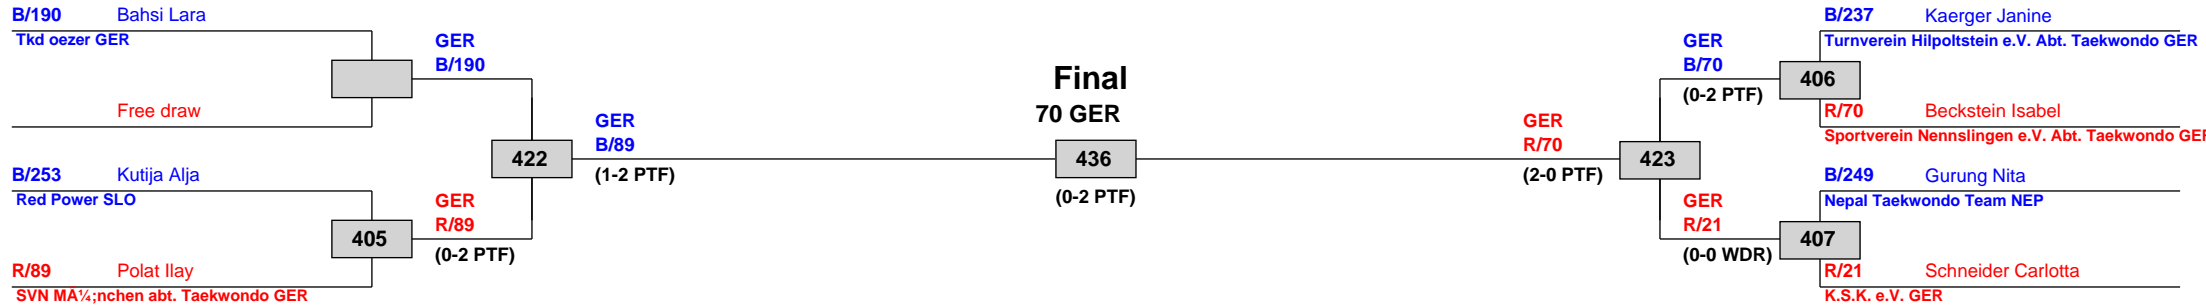 B/190 Bahsi Lara
Tkd oezer GER
Free draw
GER
B/190
B/253 Kutija Alja
Red Power SLO
405
R/89 Polat Ilay
SVN MÃ¼;nchen abt. Taekwondo GER
GER
R/89
(0-2 PTF)
422
GER
B/89
(1-2 PTF)
Final
70 GER
436
(0-2 PTF)
GER
R/70
(2-0 PTF)
423
GER
B/70
(0-2 PTF)
406
B/237 Kaerger Janine
Turnverein Hilpoltstein e.V. Abt. Taekwondo GER
R/70 Beckstein Isabel
Sportverein Nennslingen e.V. Abt. Taekwondo GER
GER
R/21
(0-0 WDR)
407
B/249 Gurung Nita
Nepal Taekwondo Team NEP
R/21 Schneider Carlotta
K.S.K. e.V. GER